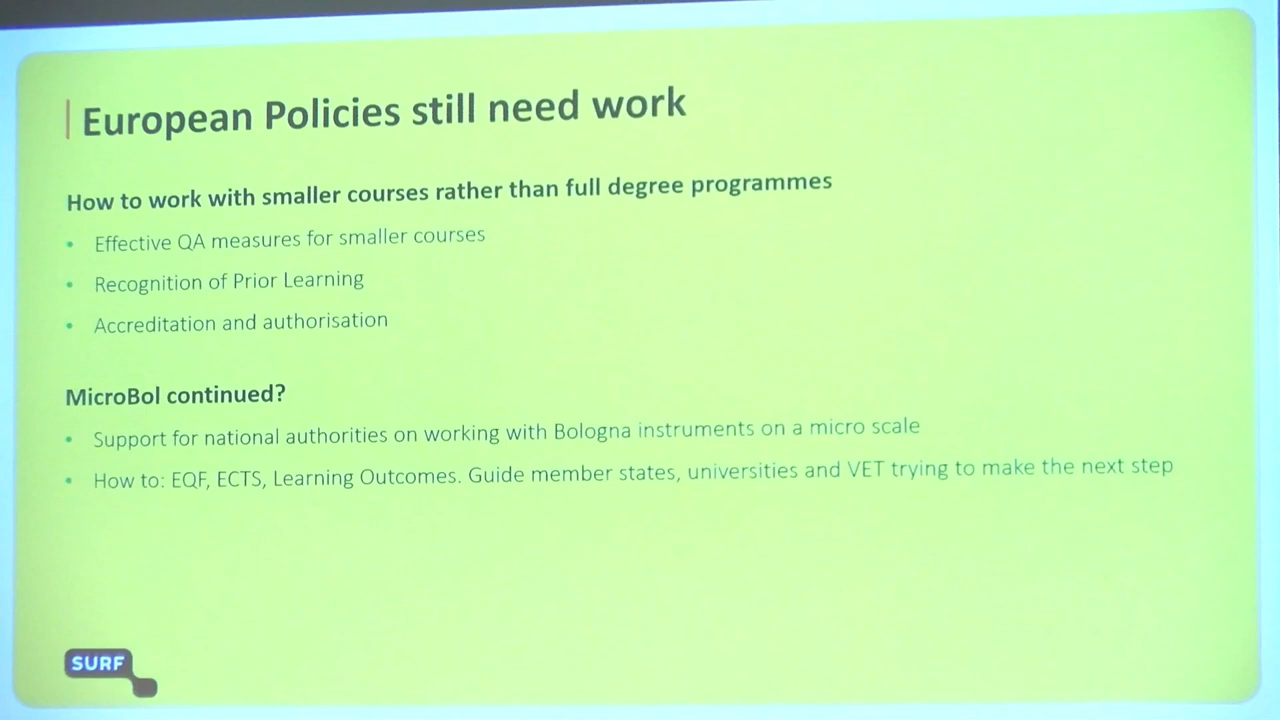 European Policies still need work
How to work with smaller courses rather than full degree programmes
• Effective QA measures for smaller courses
• Recognition of Prior Learning
• Accreditation and authorisation
MicroBol continued?
• Support for national authorities on working with Bologna instruments on a micro scale
• How to: EQF, ECTS, Learning Outcomes. Guide member states, universities and VET trying to make the next step
SURF